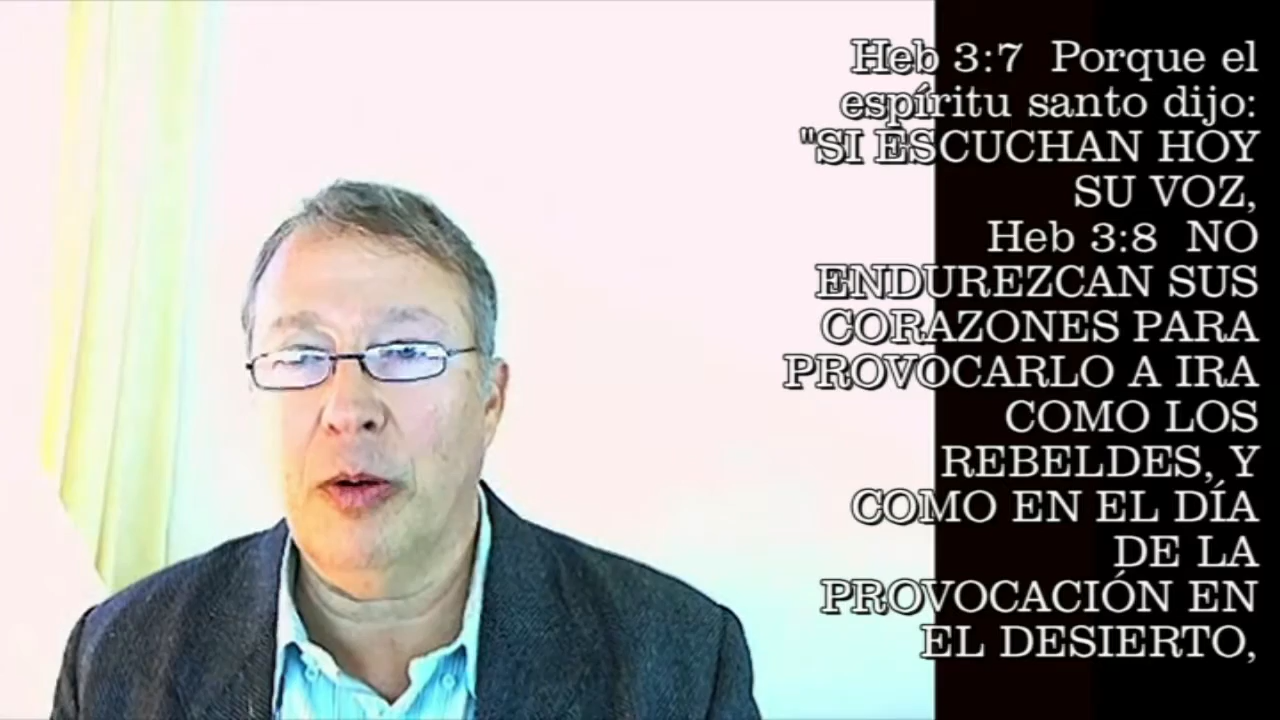 Heb 3:7  Porque el
espíritu santo dijo:
"SI ESCUCHAN HOY
SU VOZ,
Heb 3:8  NO
ENDUREZCAN SUS
CORAZONES PARA
PROVOCARLO A IRA
COMO LOS
REBELDES, Y
COMO EN EL DÍA
DE LA
PROVOCACIÓN EN
EL DESIERTO,